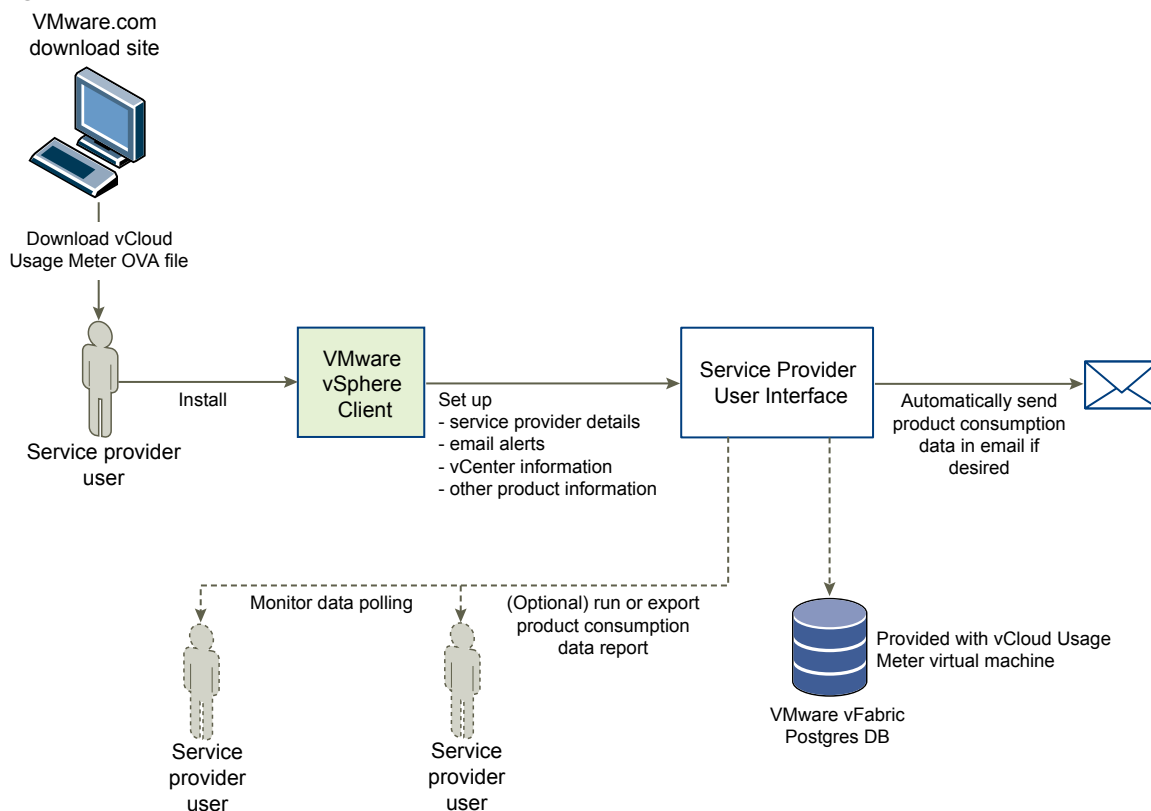 VMware.com
download site
Download vCloud
Usage Meter OVA file
Service provider
user
Install
VMware
vSphere
Client
Set up
- service provider details
- email alerts
- vCenter information
- other product information
Service Provider
User Interface
Automatically send
product consumption
data in email if
desired
Monitor data polling
(Optional) run or export
product consumption
data report
Service
provider
user
Service
provider
user
Provided with vCloud Usage
Meter virtual machine
VMware vFabric
Postgres DB